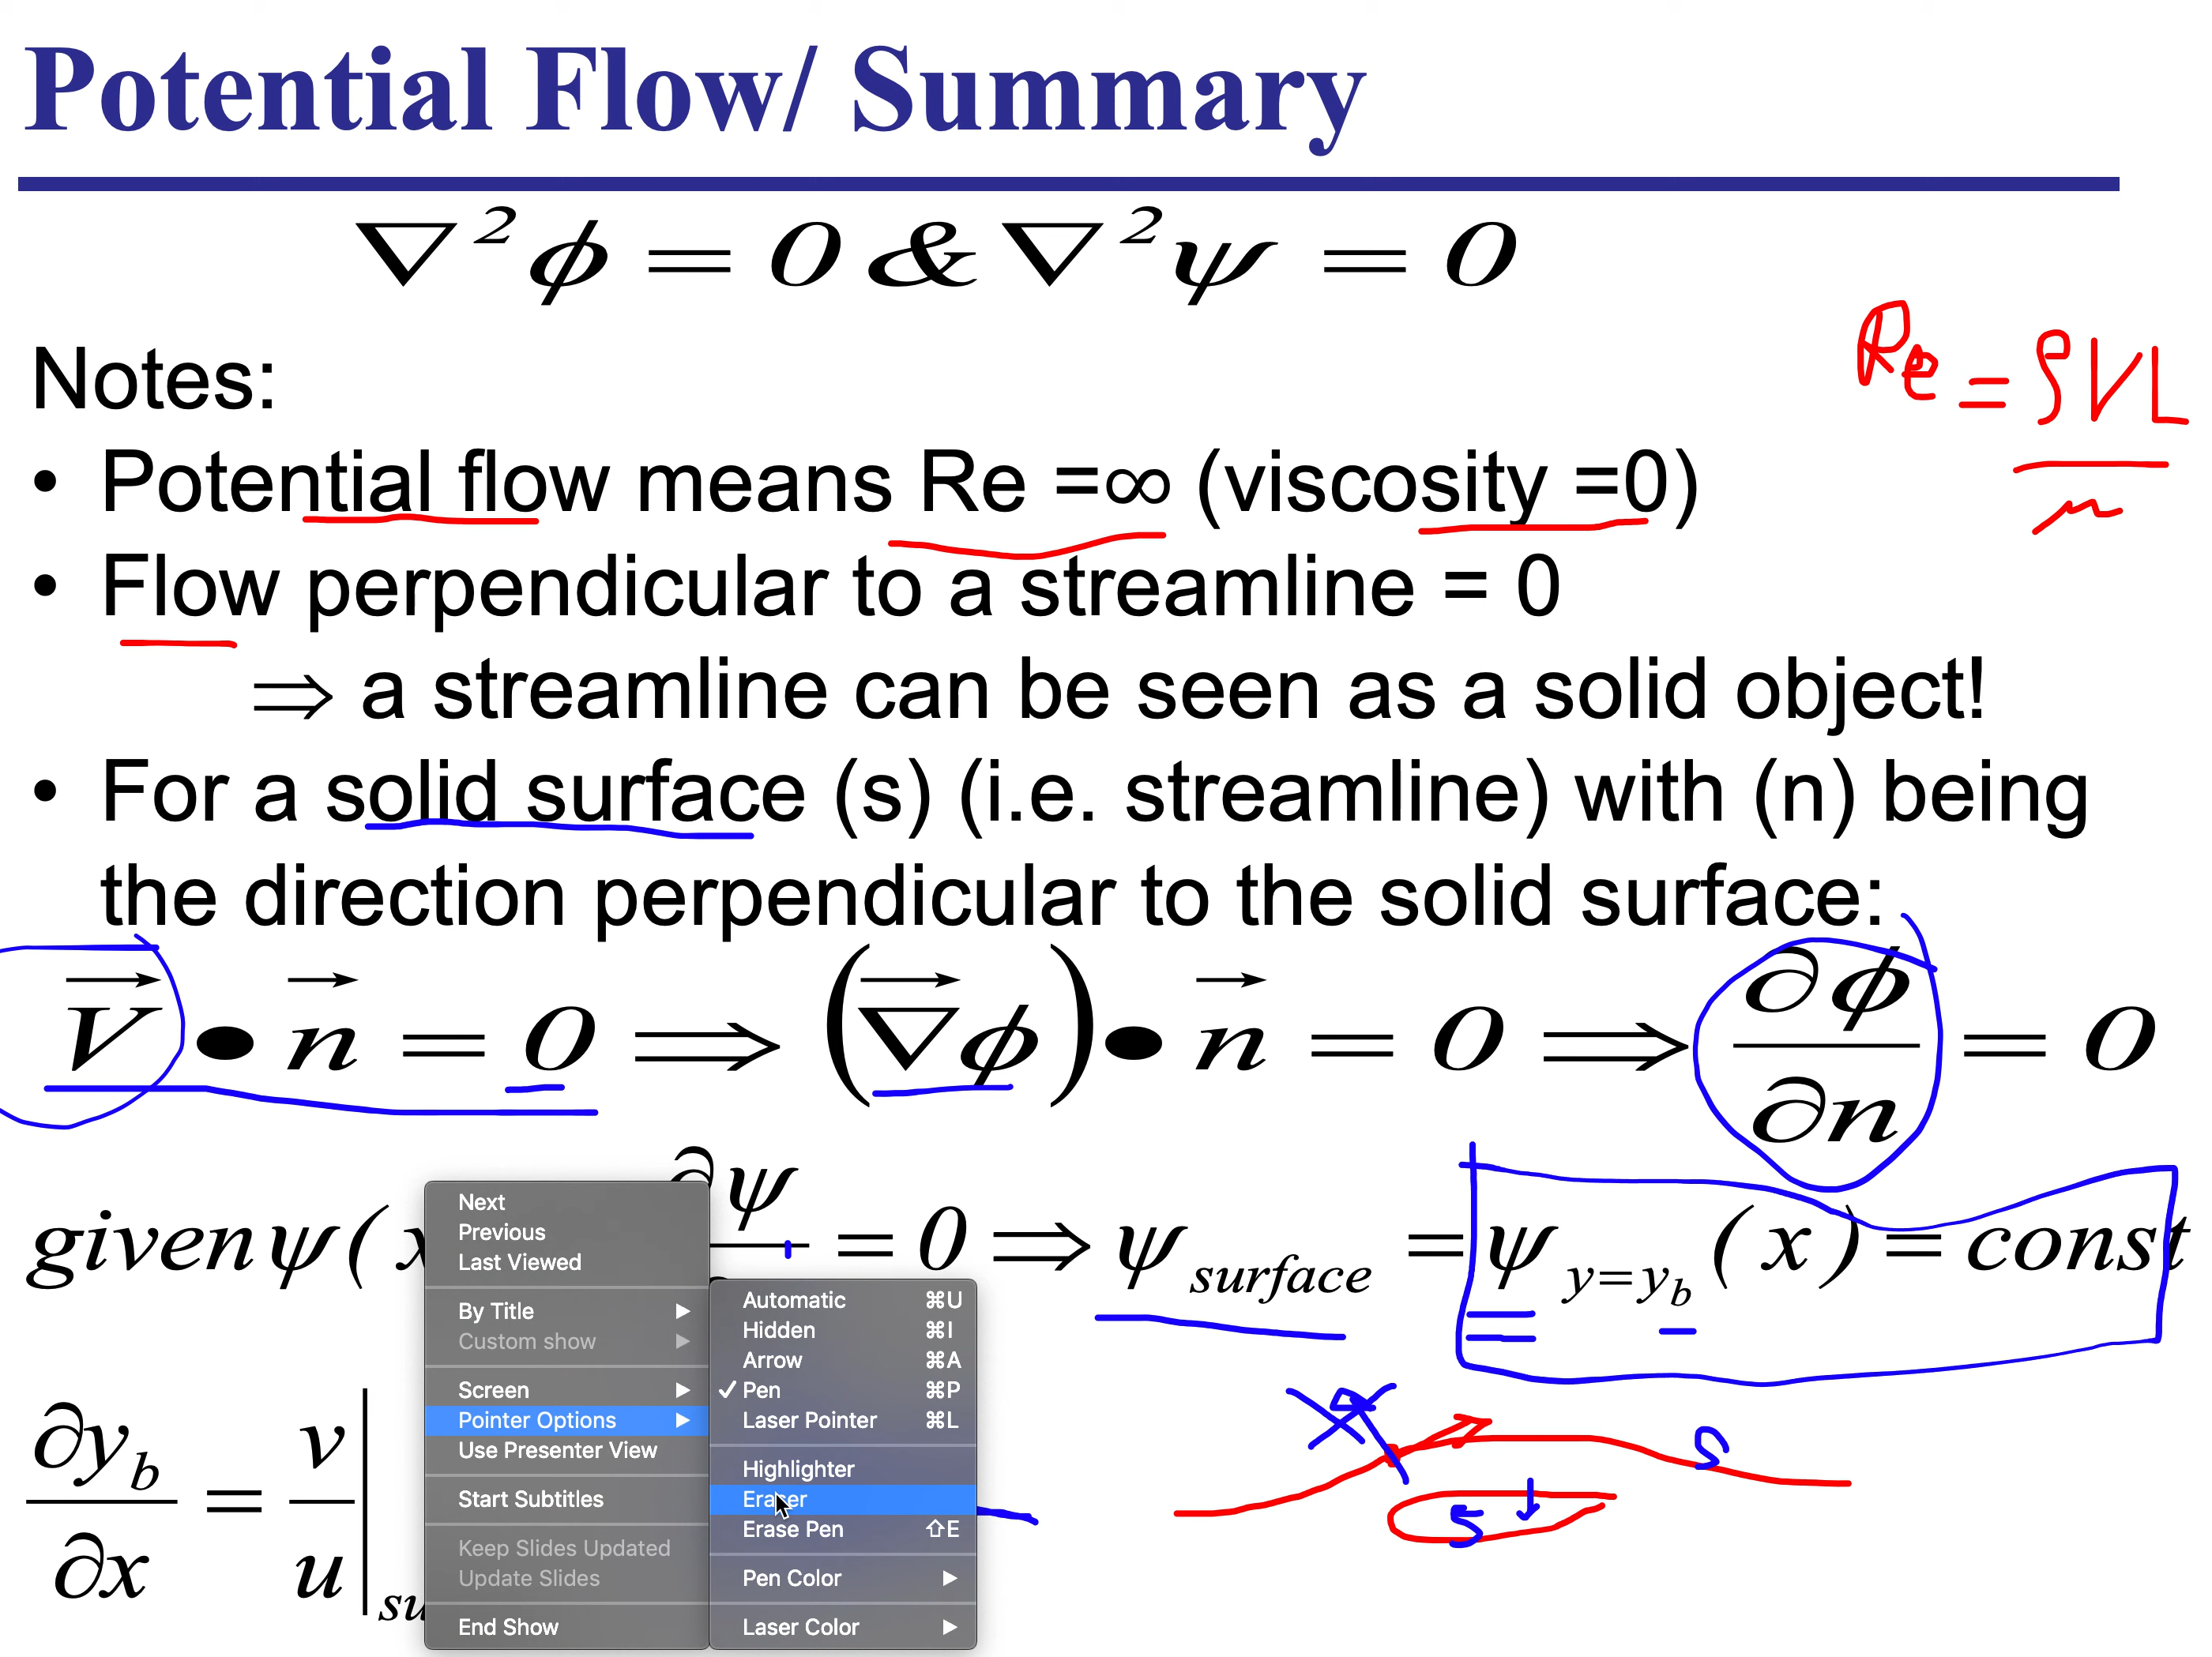 Potential Flow/ Summary
∇²ϕ = 0 & ∇²ψ = 0
Notes:
Re = ρVL / μ
• Potential flow means Re =∞ (viscosity =0)
• Flow perpendicular to a streamline = 0
⇒ a streamline can be seen as a solid object!
• For a solid surface (s) (i.e. streamline) with (n) being
the direction perpendicular to the solid surface:
V⃗ • n⃗ = 0 ⇒ (∇⃗ϕ) • n⃗ = 0 ⇒ ∂ϕ/∂n = 0
given ψ( ∂ψ = 0 ⇒ ψ surface = ψ y=y_b (x) = const
∂y_b/∂x = v/u |
Next
Previous
Last Viewed
By Title ▶
Custom show ▶
Screen ▶
Pointer Options ▶
Use Presenter View
Start Subtitles
Keep Slides Updated
Update Slides
End Show
Automatic ⌘U
Hidden ⌘I
Arrow ⌘A
✓ Pen ⌘P
Laser Pointer ⌘L
Highlighter
Eraser
Erase Pen ⇧E
Pen Color ▶
Laser Color ▶
s